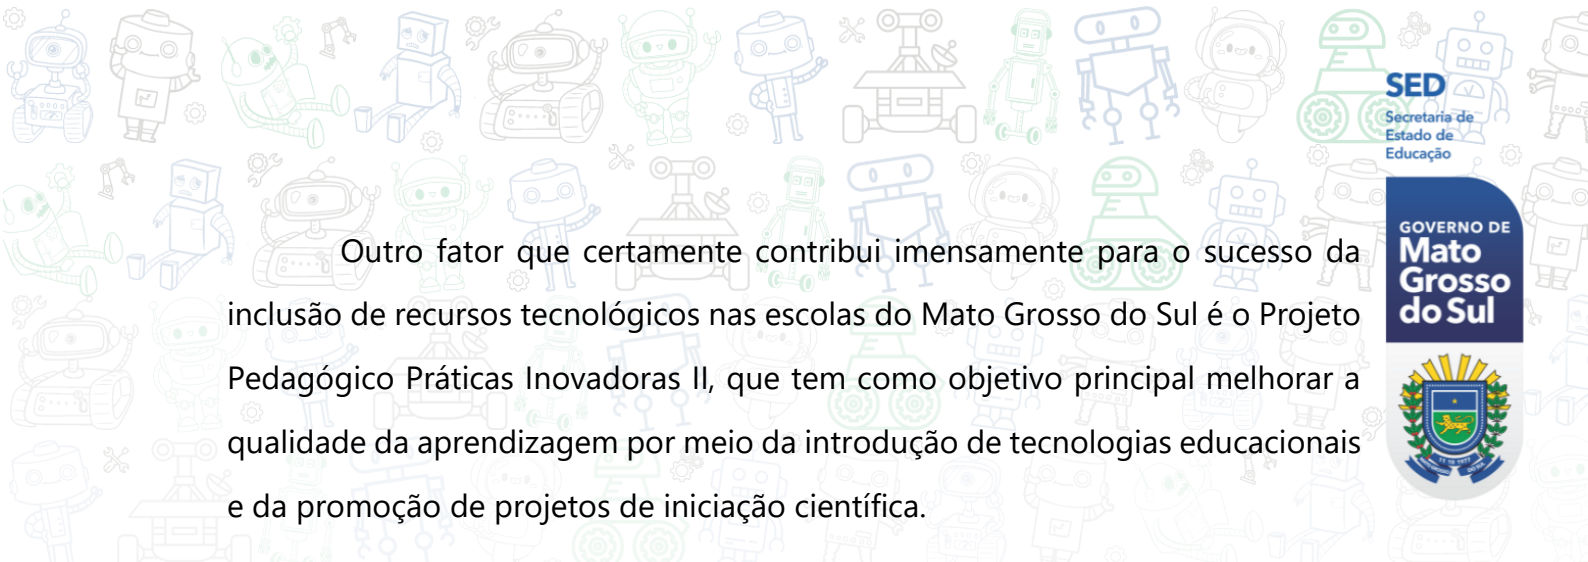 SED
Secretaria de
Estado de
Educação
GOVERNO DE
Mato
Grosso
do Sul
Outro fator que certamente contribui imensamente para o sucesso da
inclusão de recursos tecnológicos nas escolas do Mato Grosso do Sul é o Projeto
Pedagógico Práticas Inovadoras II, que tem como objetivo principal melhorar a
qualidade da aprendizagem por meio da introdução de tecnologias educacionais
e da promoção de projetos de iniciação científica.